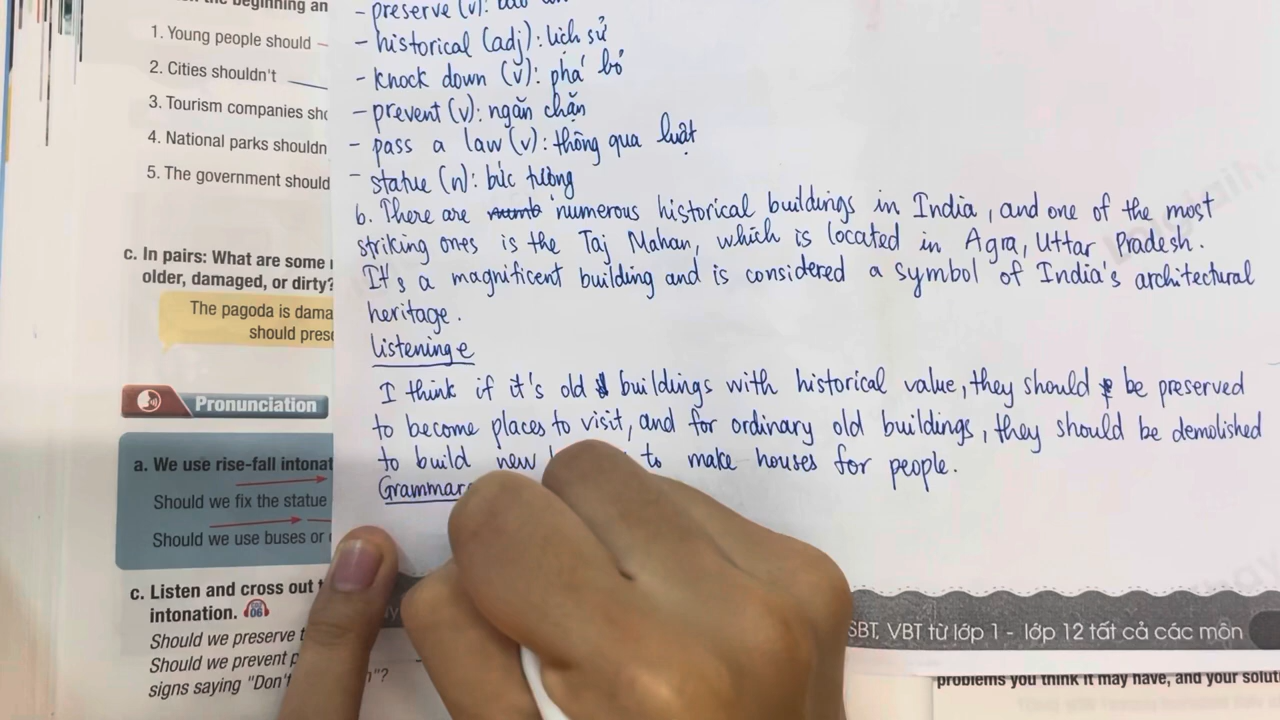 the beginning an
1. Young people should
2. Cities shouldn't
3. Tourism companies sho
4. National parks shouldn
5. The government should
c. In pairs: What are some
older, damaged, or dirty?
The pagoda is dama
should prese
Pronunciation
a. We use rise-fall intonat
Should we fix the statue
Should we use buses or
c. Listen and cross out t
intonation.
06
Should we preserve t
Should we prevent p
signs saying "Don't n"?
- preserve (v): bảo
- historical (adj): lịch sử
- knock down (v): phá bỏ
- prevent (v): ngăn chặn
- pass a law (v): thông qua luật
- statue (n): bức tường
b. There are numb numerous historical buildings in India, and one of the most
striking ones is the Taj Mahan, which is located in Agra, Uttar Pradesh.
It's a magnificent building and is considered a symbol of India's architectural
heritage.
Listening e
I think if it's old buildings with historical value, they should be preserved
to become places to visit, and for ordinary old buildings, they should be demolished
to build new to make houses for people.
Grammar
SBT, VBT từ lớp 1 - lớp 12 tất cả các môn
problems you think it may have, and your solut